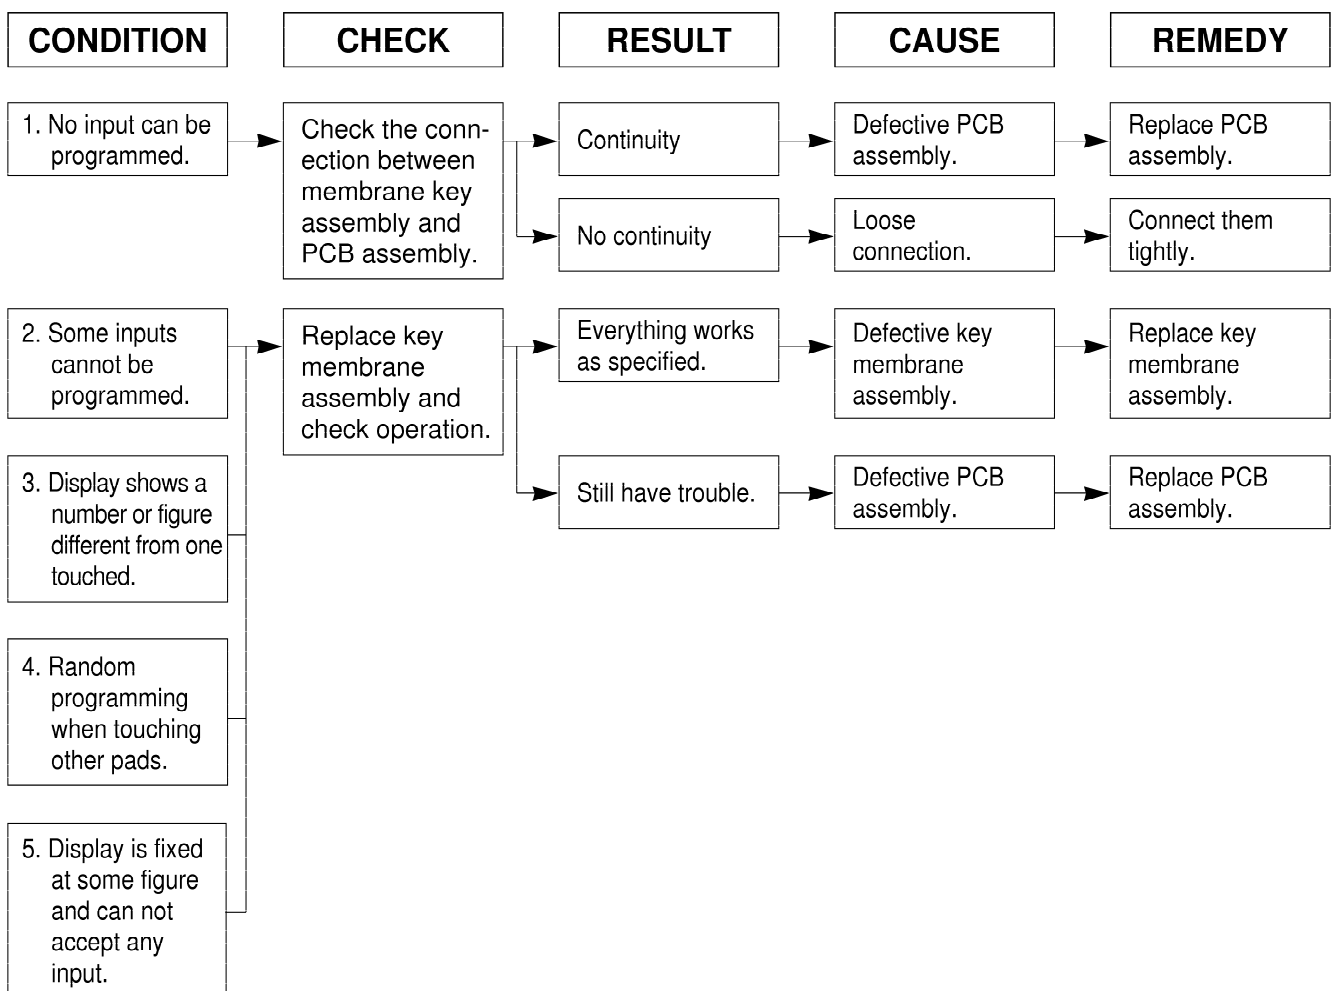 CONDITION
CHECK
RESULT
CAUSE
REMEDY
1. No input can be
programmed.
Check the conn-
ection between
membrane key
assembly and
PCB assembly.
Continuity
Defective PCB
assembly.
Replace PCB
assembly.
No continuity
Loose
connection.
Connect them
tightly.
2. Some inputs
cannot be
programmed.
Replace key
membrane
assembly and
check operation.
Everything works
as specified.
Defective key
membrane
assembly.
Replace key
membrane
assembly.
3. Display shows a
number or figure
different from one
touched.
Still have trouble.
Defective PCB
assembly.
Replace PCB
assembly.
4. Random
programming
when touching
other pads.
5. Display is fixed
at some figure
and can not
accept any
input.